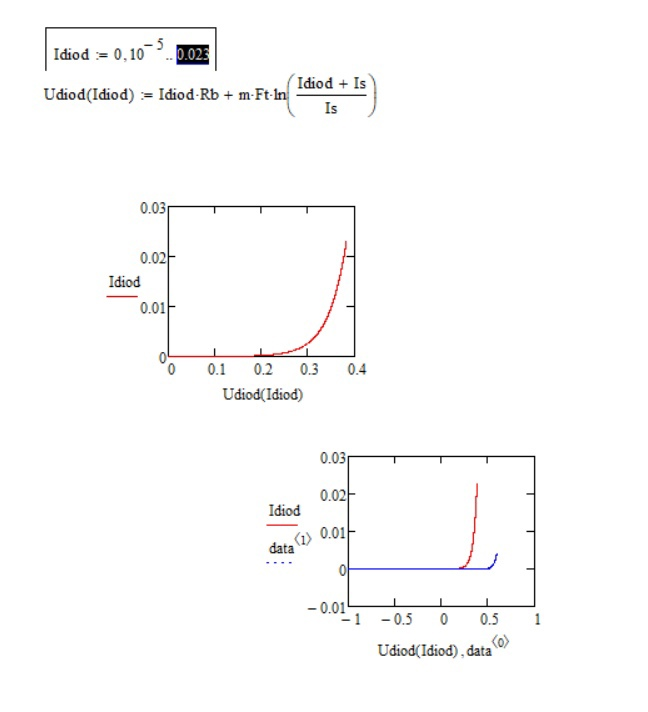 Idiod := 0, 10^-5 .. 0.023
Udiod(Idiod) := Idiod·Rb + m·Ft·ln((Idiod + Is)/Is)
0.03
0.02
Idiod
0.01
0
0 0.1 0.2 0.3 0.4
Udiod(Idiod)
0.03
0.02
Idiod
0.01
data⟨1⟩
0
−0.01
−1 −0.5 0 0.5 1
Udiod(Idiod), data⟨0⟩